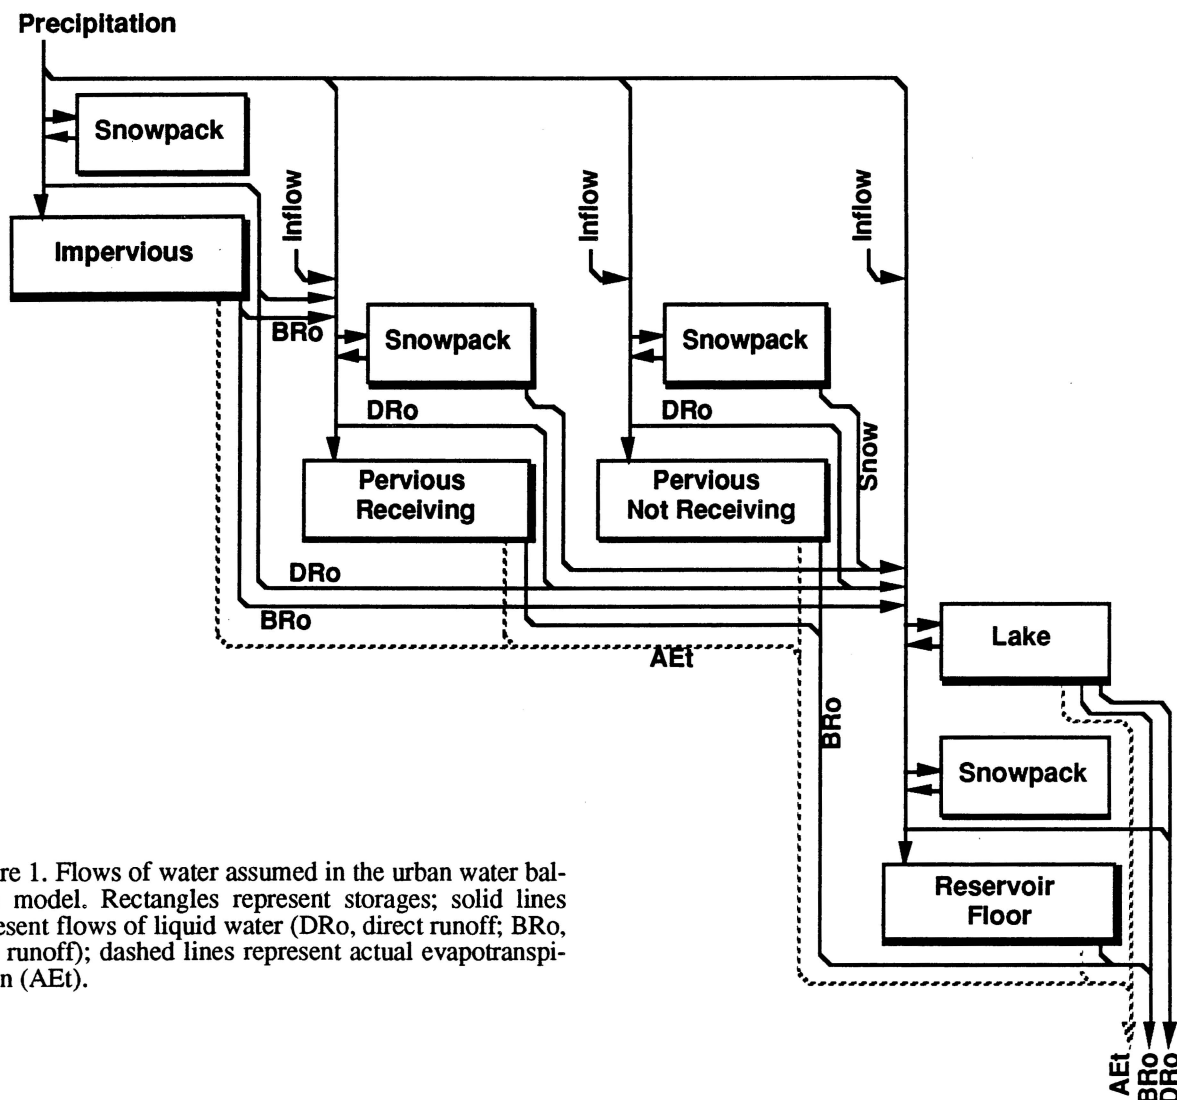 Precipitation
Snowpack
Impervious
Inflow
Inflow
Inflow
BRo
Snowpack
Snowpack
DRo
DRo
Snow
Pervious
Receiving
Pervious
Not Receiving
DRo
BRo
AEt
BRo
Lake
Snowpack
Reservoir
Floor
re 1. Flows of water assumed in the urban water bal-
model. Rectangles represent storages; solid lines
esent flows of liquid water (DRo, direct runoff; BRo,
runoff); dashed lines represent actual evapotranspi-
n (AEt).
AEt
BRo
DRo